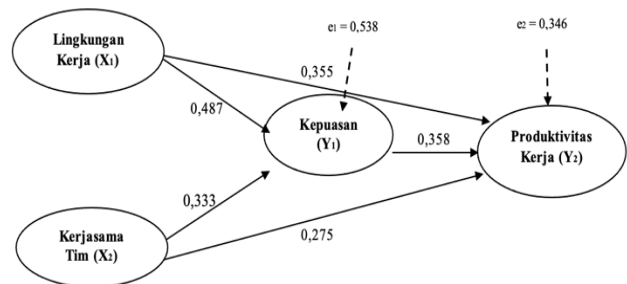 Lingkungan
Kerja (X₁)
e₁ = 0,538
e₂ = 0,346
0,355
0,487
Kepuasan
(Y₁)
0,358
Produktivitas
Kerja (Y₂)
0,333
0,275
Kerjasama
Tim (X₂)